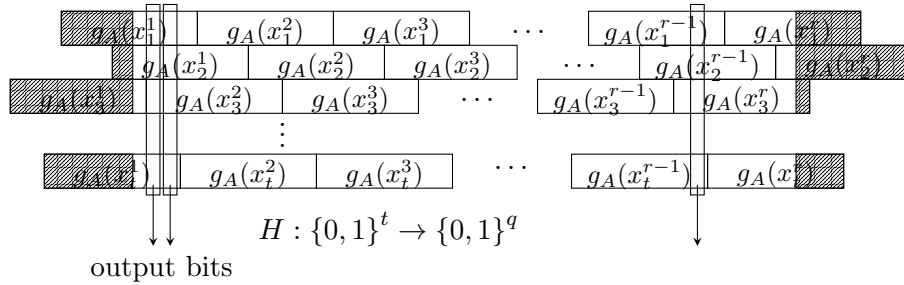 g_A(x_1^1) g_A(x_1^2) g_A(x_1^3) ⋯ g_A(x_1^{r-1}) g_A(x_1^r)
g_A(x_2^1) g_A(x_2^2) g_A(x_2^3) ⋯ g_A(x_2^{r-1}) g_A(x_2^r)
g_A(x_3^1) g_A(x_3^2) g_A(x_3^3) ⋯ g_A(x_3^{r-1}) g_A(x_3^r)
⋮
g_A(x_t^1) g_A(x_t^2) g_A(x_t^3) ⋯ g_A(x_t^{r-1}) g_A(x_t^r)
H : {0, 1}^t → {0, 1}^q
output bits